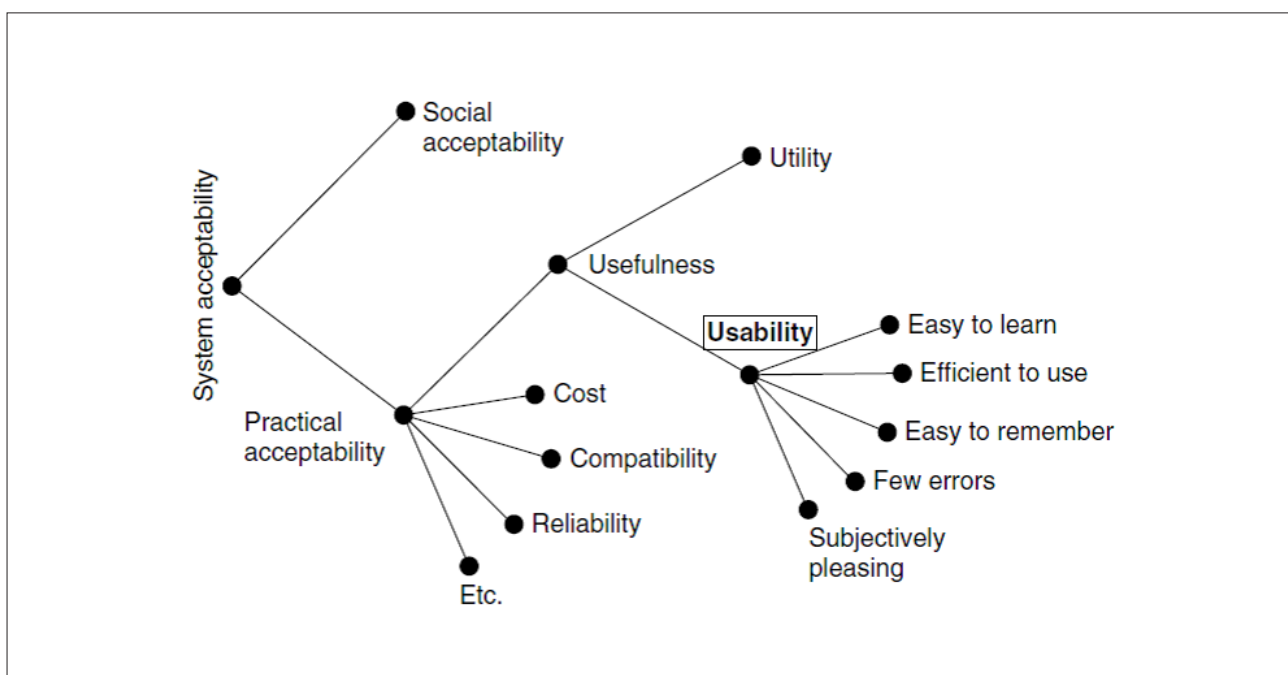 System acceptability
Social
acceptability
Utility
Usefulness
Usability
Easy to learn
Efficient to use
Easy to remember
Few errors
Subjectively
pleasing
Practical
acceptability
Cost
Compatibility
Reliability
Etc.